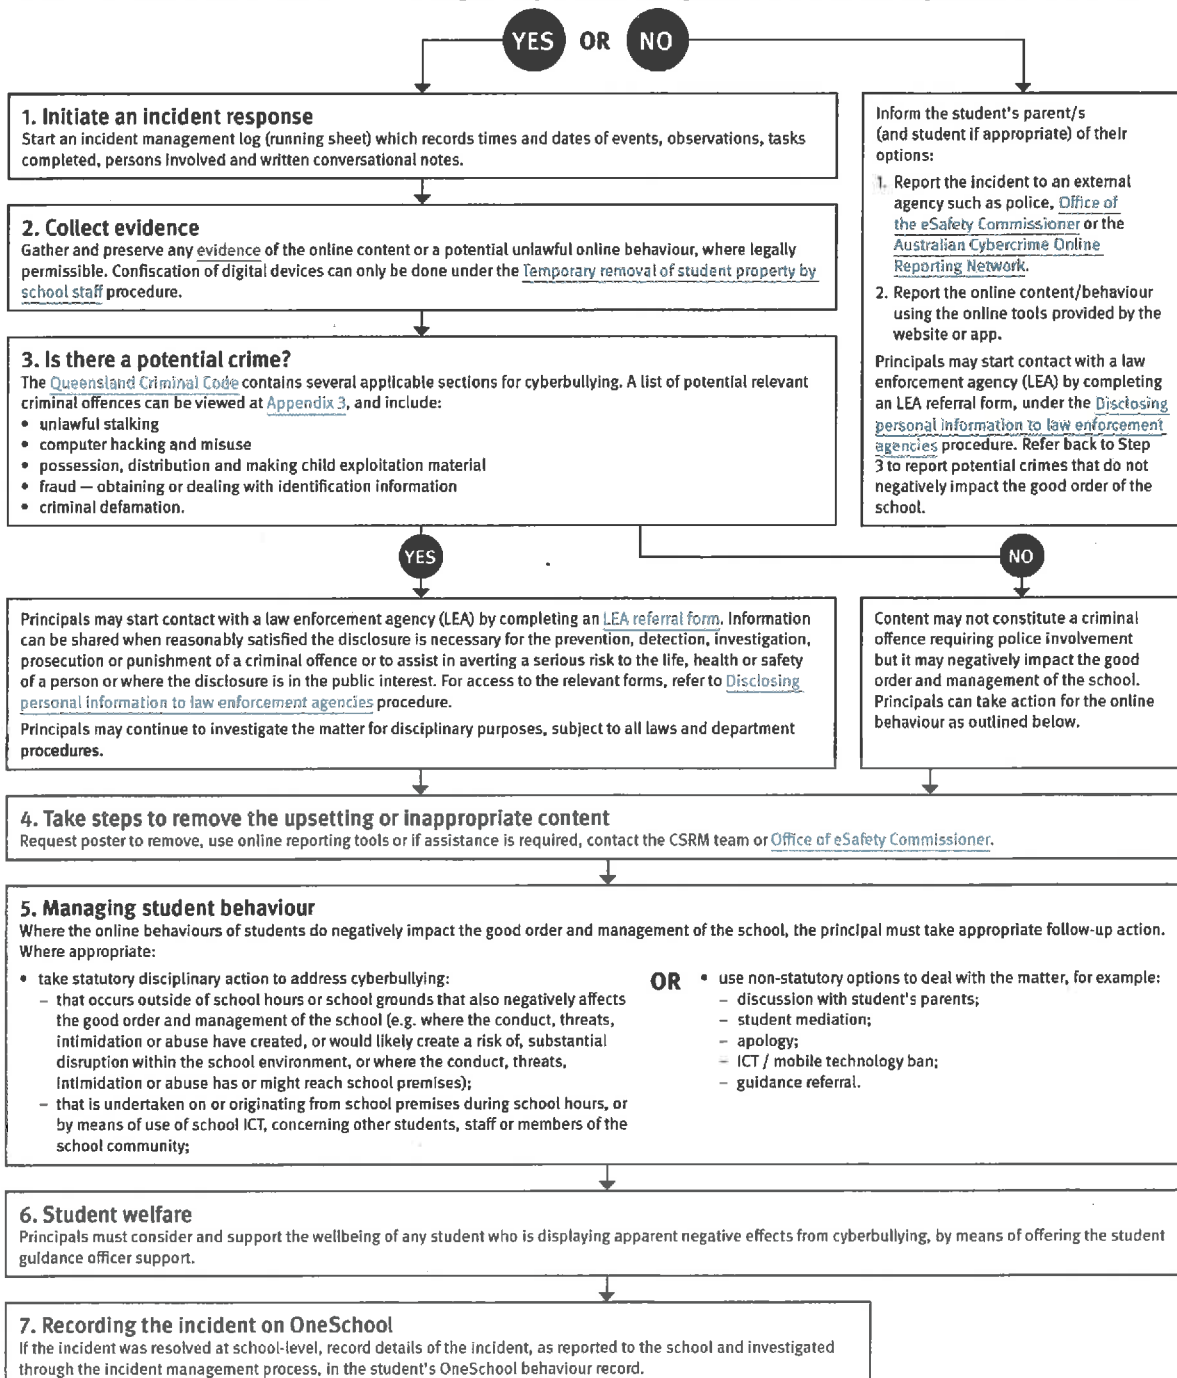 YES OR NO
1. Initiate an incident response
Start an incident management log (running sheet) which records times and dates of events, observations, tasks
completed, persons involved and written conversational notes.
2. Collect evidence
Gather and preserve any evidence of the online content or a potential unlawful online behaviour, where legally
permissible. Confiscation of digital devices can only be done under the Temporary removal of student property by
school staff procedure.
3. Is there a potential crime?
The Queensland Criminal Code contains several applicable sections for cyberbullying. A list of potential relevant
criminal offences can be viewed at Appendix 3, and include:
• unlawful stalking
• computer hacking and misuse
• possession, distribution and making child exploitation material
• fraud — obtaining or dealing with identification information
• criminal defamation.
Inform the student's parent/s
(and student if appropriate) of their
options:
1. Report the incident to an external
agency such as police, Office of
the eSafety Commissioner or the
Australian Cybercrime Online
Reporting Network.
2. Report the online content/behaviour
using the online tools provided by the
website or app.
Principals may start contact with a law
enforcement agency (LEA) by completing
an LEA referral form, under the Disclosing
personal information to law enforcement
agencies procedure. Refer back to Step
3 to report potential crimes that do not
negatively impact the good order of the
school.
YES
NO
Principals may start contact with a law enforcement agency (LEA) by completing an LEA referral form. Information
can be shared when reasonably satisfied the disclosure is necessary for the prevention, detection, investigation,
prosecution or punishment of a criminal offence or to assist in averting a serious risk to the life, health or safety
of a person or where the disclosure is in the public interest. For access to the relevant forms, refer to Disclosing
personal information to law enforcement agencies procedure.
Principals may continue to investigate the matter for disciplinary purposes, subject to all laws and department
procedures.
Content may not constitute a criminal
offence requiring police involvement
but it may negatively impact the good
order and management of the school.
Principals can take action for the online
behaviour as outlined below.
4. Take steps to remove the upsetting or inappropriate content
Request poster to remove, use online reporting tools or if assistance is required, contact the CSRM team or Office of eSafety Commissioner.
5. Managing student behaviour
Where the online behaviours of students do negatively impact the good order and management of the school, the principal must take appropriate follow-up action.
Where appropriate:
• take statutory disciplinary action to address cyberbullying:
– that occurs outside of school hours or school grounds that also negatively affects
the good order and management of the school (e.g. where the conduct, threats,
intimidation or abuse have created, or would likely create a risk of, substantial
disruption within the school environment, or where the conduct, threats,
intimidation or abuse has or might reach school premises);
– that is undertaken on or originating from school premises during school hours, or
by means of use of school ICT, concerning other students, staff or members of the
school community;
OR
• use non-statutory options to deal with the matter, for example:
– discussion with student's parents;
– student mediation;
– apology;
– ICT / mobile technology ban;
– guidance referral.
6. Student welfare
Principals must consider and support the wellbeing of any student who is displaying apparent negative effects from cyberbullying, by means of offering the student
guidance officer support.
7. Recording the incident on OneSchool
If the incident was resolved at school-level, record details of the incident, as reported to the school and investigated
through the incident management process, in the student's OneSchool behaviour record.